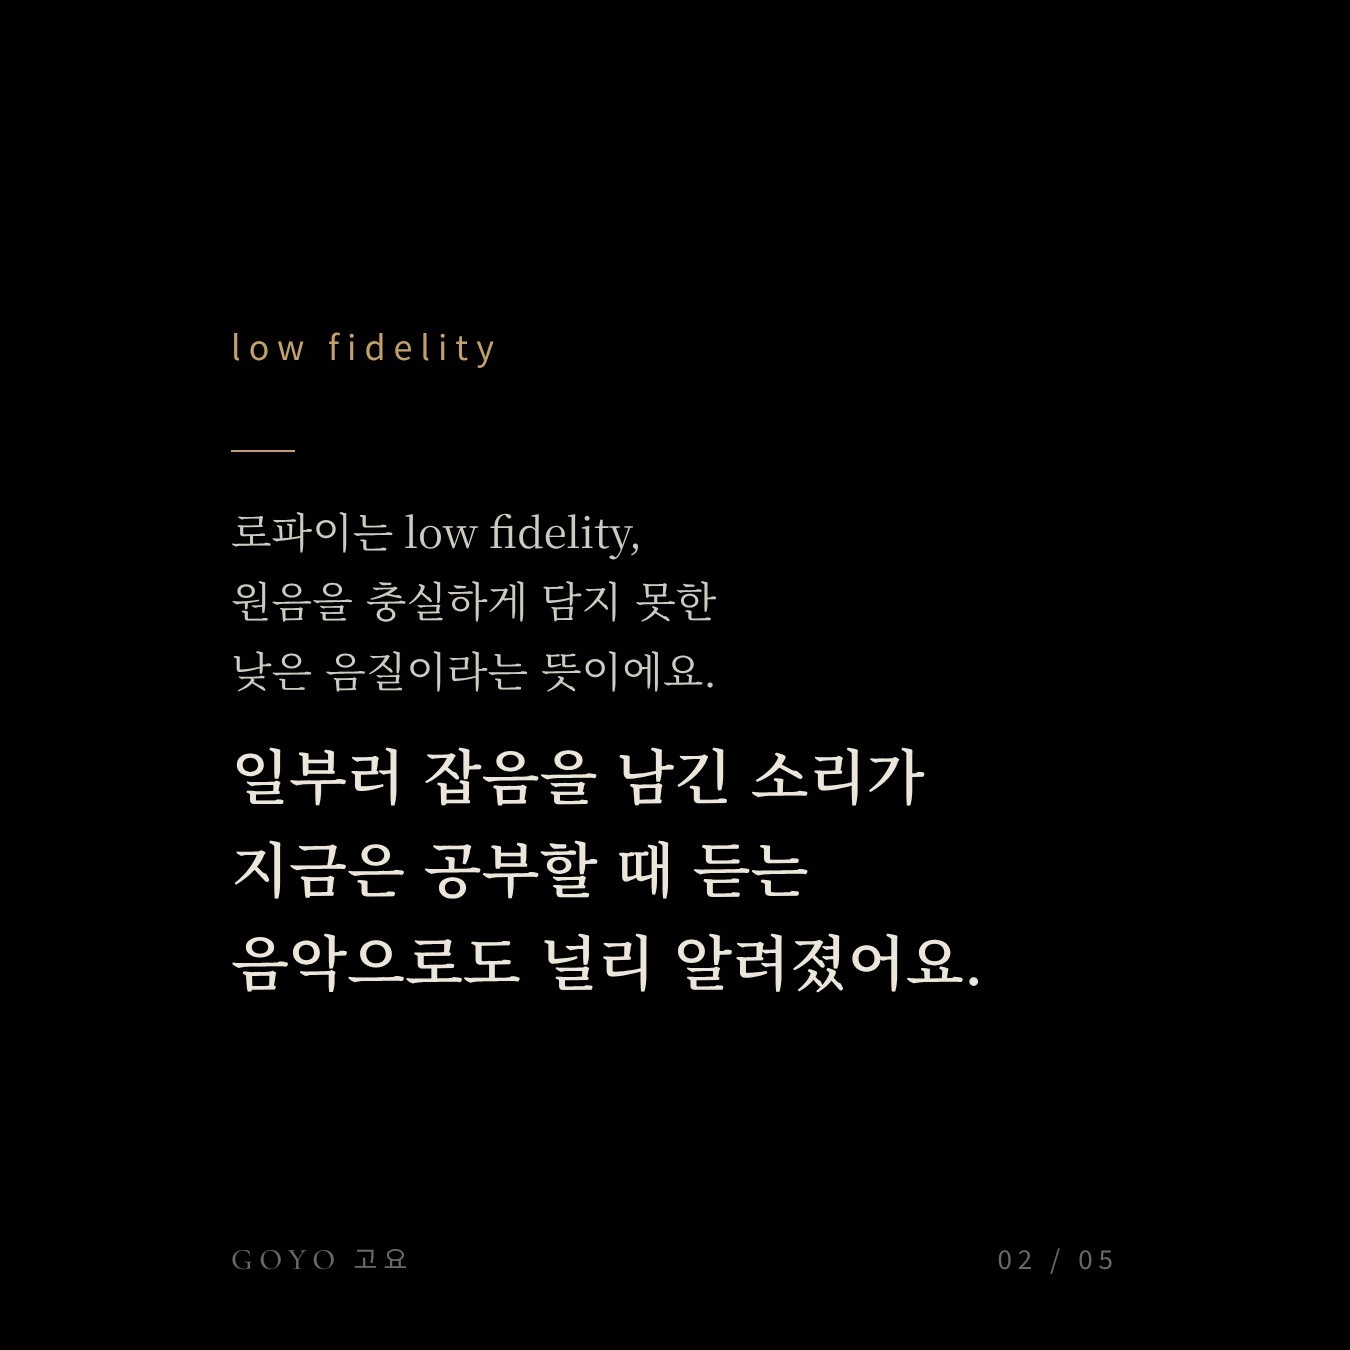 low fidelity
로파이는 low fidelity,
원음을 충실하게 담지 못한
낮은 음질이라는 뜻이에요.
일부러 잡음을 남긴 소리가
지금은 공부할 때 듣는
음악으로도 널리 알려졌어요.
GOYO 고요
02 / 05